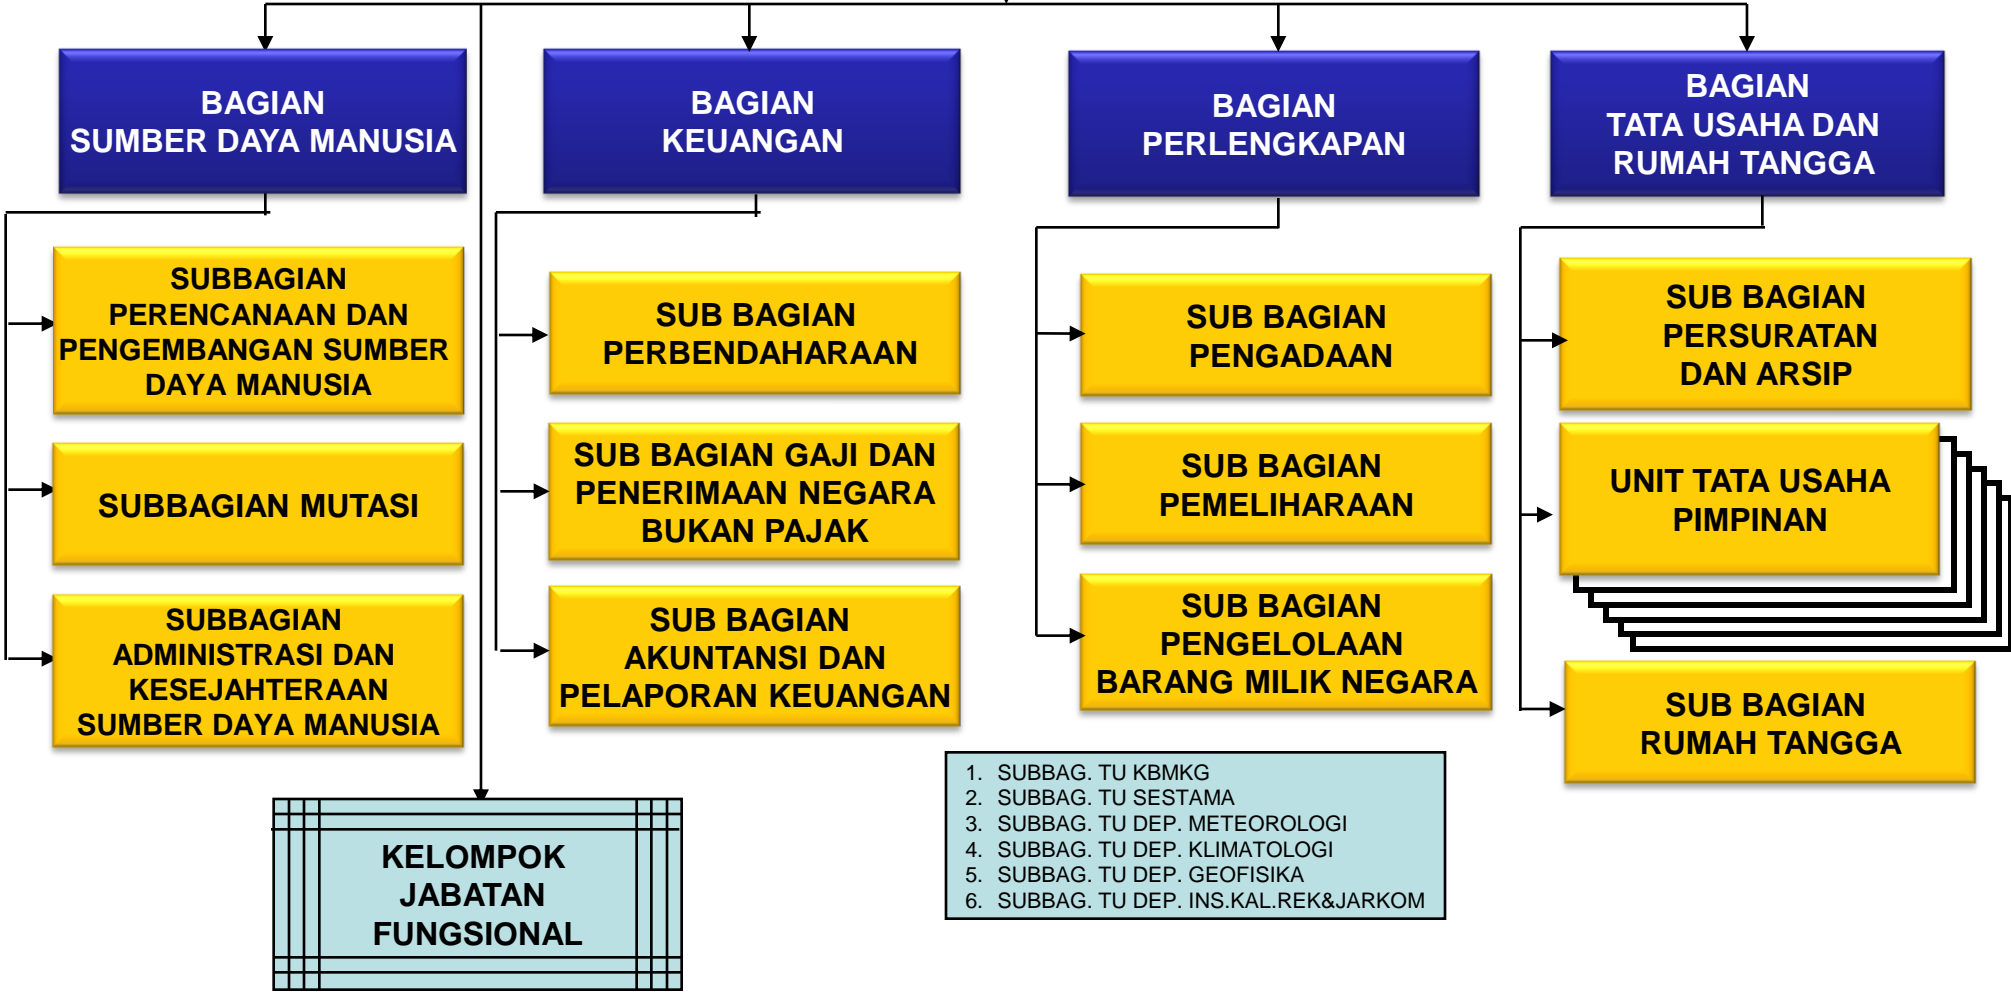 BAGIAN
SUMBER DAYA MANUSIA
BAGIAN
KEUANGAN
BAGIAN
PERLENGKAPAN
BAGIAN
TATA USAHA DAN
RUMAH TANGGA
SUBBAGIAN
PERENCANAAN DAN
PENGEMBANGAN SUMBER
DAYA MANUSIA
SUBBAGIAN MUTASI
SUBBAGIAN
ADMINISTRASI DAN
KESEJAHTERAAN
SUMBER DAYA MANUSIA
SUB BAGIAN
PERBENDAHARAAN
SUB BAGIAN GAJI DAN
PENERIMAAN NEGARA
BUKAN PAJAK
SUB BAGIAN
AKUNTANSI DAN
PELAPORAN KEUANGAN
SUB BAGIAN
PENGADAAN
SUB BAGIAN
PEMELIHARAAN
SUB BAGIAN
PENGELOLAAN
BARANG MILIK NEGARA
SUB BAGIAN
PERSURATAN
DAN ARSIP
UNIT TATA USAHA
PIMPINAN
SUB BAGIAN
RUMAH TANGGA
KELOMPOK
JABATAN
FUNGSIONAL
1. SUBBAG. TU KBMKG
2. SUBBAG. TU SESTAMA
3. SUBBAG. TU DEP. METEOROLOGI
4. SUBBAG. TU DEP. KLIMATOLOGI
5. SUBBAG. TU DEP. GEOFISIKA
6. SUBBAG. TU DEP. INS.KAL.REK&JARKOM